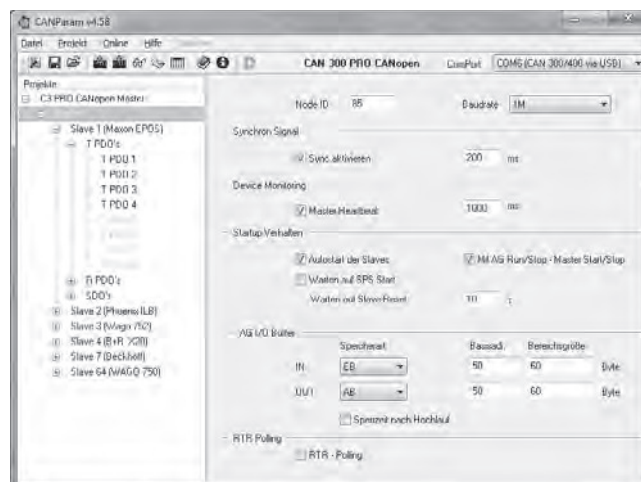 CANParam v4.58
Datei Projekt Online Hilfe
CAN 300 PRO CANopen ComPort COM6 (CAN 300/400 via USB)
Projekte
C3 PRO CANopen Master
Slave 1 (Maxon EPOS)
T PDO's
T PDO 1
T PDO 2
T PDO 3
T PDO 4
R PDO's
SDO's
Slave 2 (Phoenix ILB)
Slave 3 (Wago 750)
Slave 4 (B+R X20)
Slave 7 (Beckhoff)
Slave 64 (WAGO 750)
Node ID 85 Baudrate 1M
Synchron Signal
Sync aktivieren 200 ms
Device Monitoring
Master Heartbeat 1000 ms
Startup Verhalten
Autostart der Slaves Mit AG Run/Stop - Master Start/Stop
Warten auf SPS Start
Warten auf Slave Reset 10 s
AG I/O Buffer
Speicherart Basisad. Bereichsgröße
IN EB 50 60 Byte
OUT AB 50 60 Byte
Sperrzeit nach Hochlauf
RTR Polling
RTR - Polling